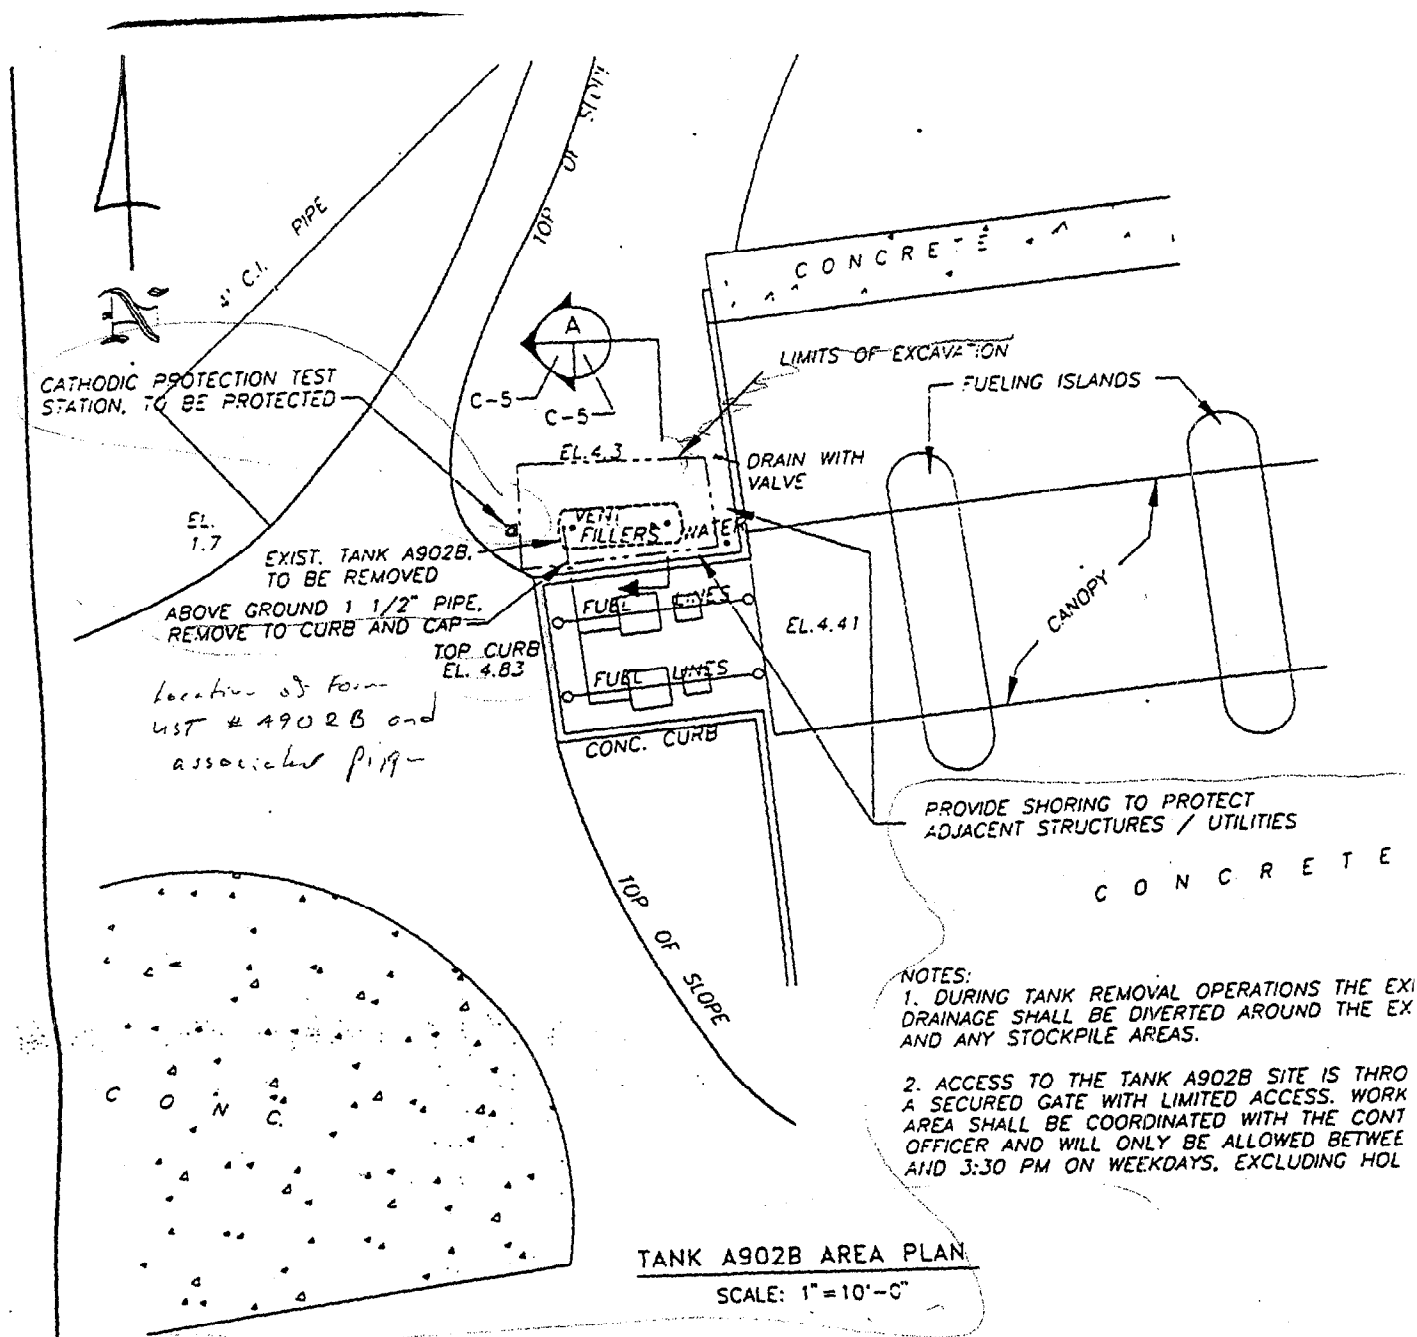 TOP OF SLOPE
4" C.I. PIPE
N
CONCRETE
A
LIMITS OF EXCAVATION
CATHODIC PROTECTION TEST
STATION, TO BE PROTECTED
C-5
C-5
FUELING ISLANDS
EL.4.3
DRAIN WITH
VALVE
EL.
1.7
VENT
FILLERS
WATER
EXIST. TANK A902B,
TO BE REMOVED
ABOVE GROUND 1 1/2" PIPE,
REMOVE TO CURB AND CAP
FUEL LINES
EL.4.41
CANOPY
TOP CURB
EL. 4.83
FUEL LINES
Location of Form
UST # A902B and
associated
CONC. CURB
PROVIDE SHORING TO PROTECT
ADJACENT STRUCTURES / UTILITIES
CONCRETE
TOP OF SLOPE
CONC.
NOTES:
1. DURING TANK REMOVAL OPERATIONS THE EXI
DRAINAGE SHALL BE DIVERTED AROUND THE EX
AND ANY STOCKPILE AREAS.
2. ACCESS TO THE TANK A902B SITE IS THRO
A SECURED GATE WITH LIMITED ACCESS. WORK
AREA SHALL BE COORDINATED WITH THE CONT
OFFICER AND WILL ONLY BE ALLOWED BETWEE
AND 3:30 PM ON WEEKDAYS, EXCLUDING HOL
TANK A902B AREA PLAN
SCALE: 1"=10'-0"